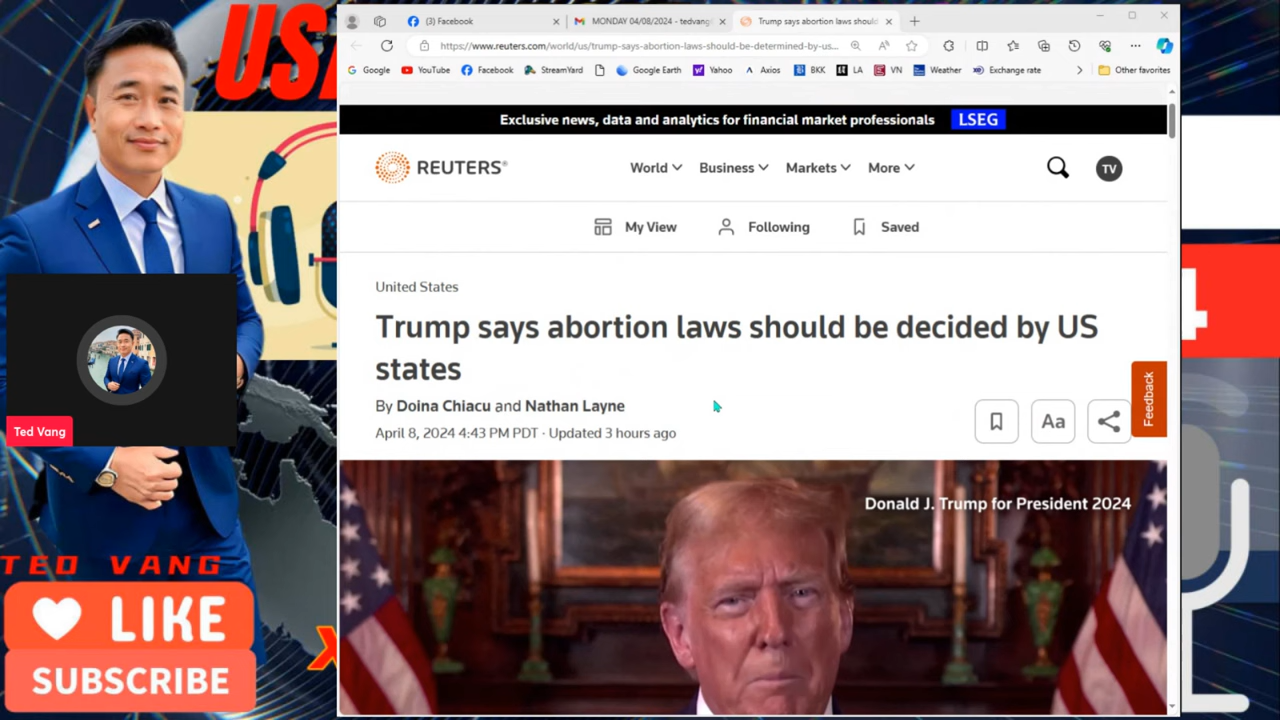 US
(3) Facebook
MONDAY 04/08/2024 - tedvang
Trump says abortion laws should
https://www.reuters.com/world/us/trump-says-abortion-laws-should-be-determined-by-us...
Google
YouTube
Facebook
StreamYard
Google Earth
Yahoo
Axios
BKK
LA
VN
Weather
Exchange rate
Other favorites
Exclusive news, data and analytics for financial market professionals LSEG
REUTERS®
World
Business
Markets
More
TV
My View
Following
Saved
United States
Trump says abortion laws should be decided by US
states
By Doina Chiacu and Nathan Layne
April 8, 2024 4:43 PM PDT · Updated 3 hours ago
Aa
Feedback
Donald J. Trump for President 2024
Ted Vang
TED VANG
LIKE
SUBSCRIBE
X